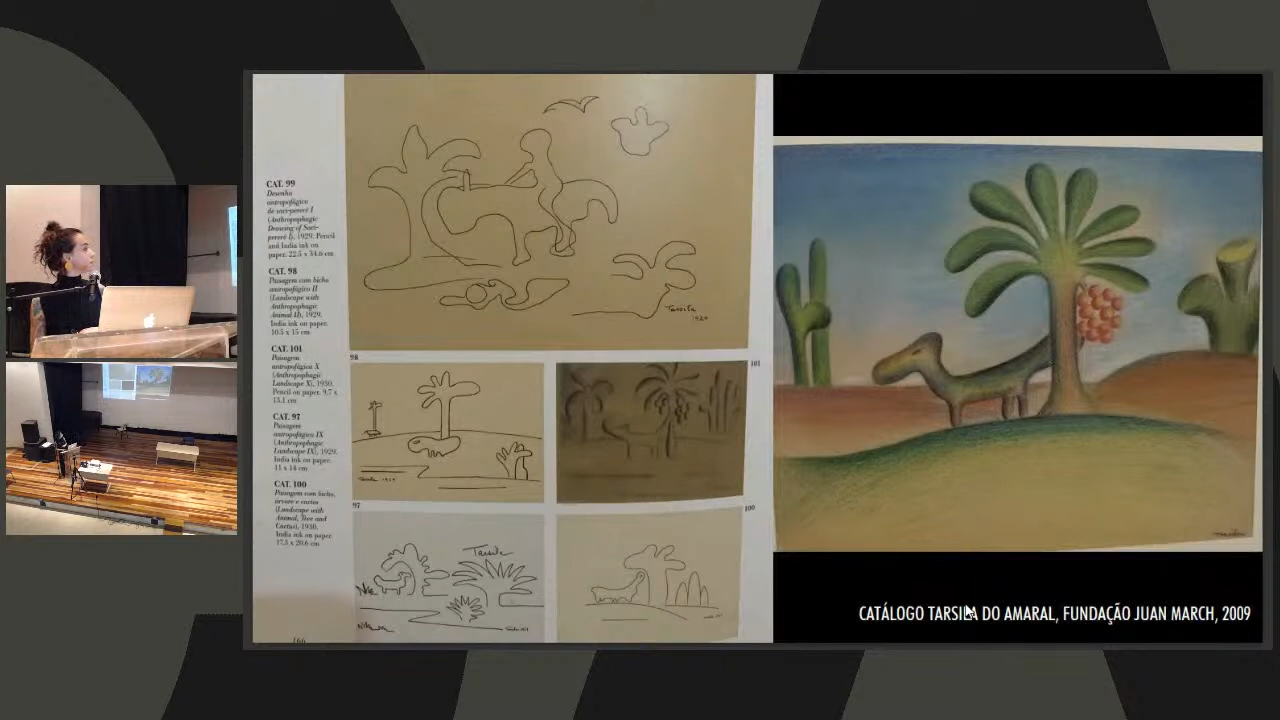 CAT. 99
Desenho
antropofágico
de saci-pererê I
(Anthropophagic
Drawing of Saci-
pererê I), 1929. Pencil
and India ink on
paper. 22.5 x 34.6 cm
CAT. 98
Paisagem com bicho
antropofágico II
(Landscape with
Anthropophagic
Animal II), 1929.
India ink on paper.
10.5 x 15 cm
CAT. 101
Paisagem
antropofágica X
(Anthropophagic
Landscape X), 1930.
Pencil on paper. 9.7 x
13.1 cm
CAT. 97
Paisagem
antropofágica IX
(Anthropophagic
Landscape IX), 1929.
India ink on paper.
11 x 14 cm
CAT. 100
Paisagem com bicho,
árvore e cactos
(Landscape with
Animal, Tree and
Cactus), 1930.
India ink on paper.
17.5 x 20.6 cm
166
Tarsila
1929
98
101
Tarsila 1929
97
100
Tarsila
CATÁLOGO TARSILA DO AMARAL, FUNDAÇÃO JUAN MARCH, 2009